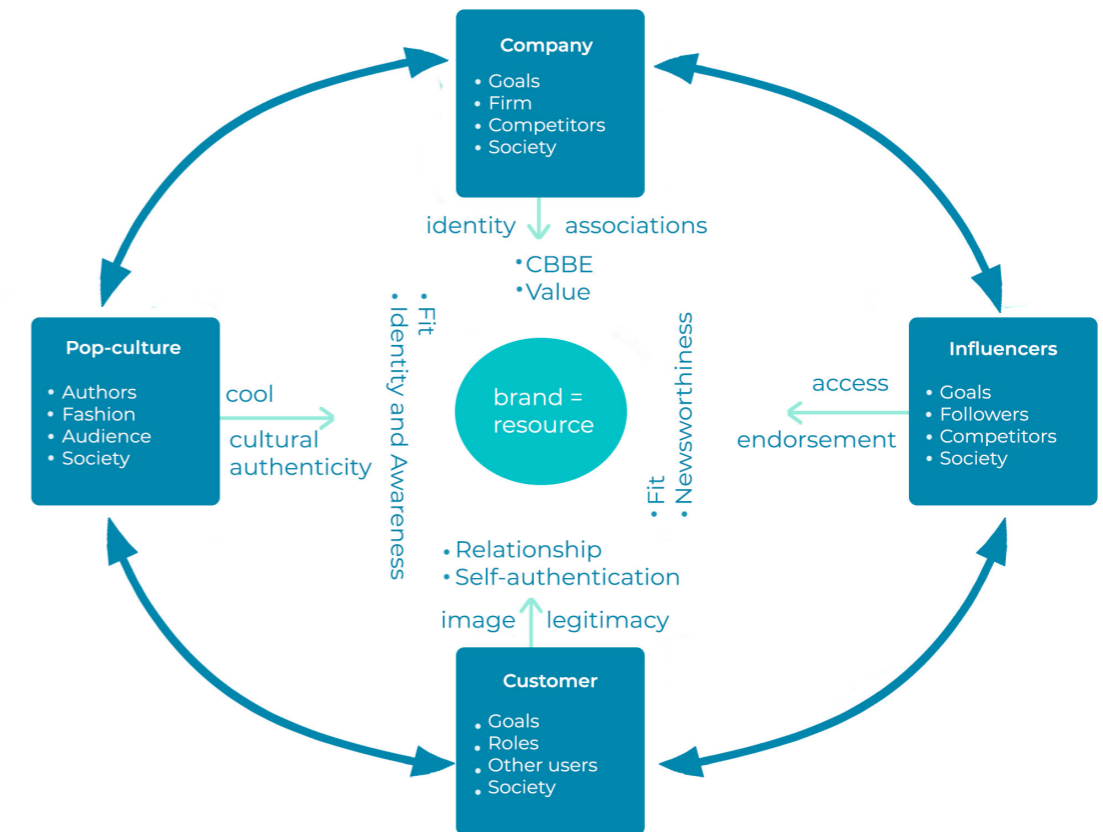 Company
• Goals
• Firm
• Competitors
• Society
identity associations
• CBBE
• Value
Pop-culture
• Authors
• Fashion
• Audience
• Society
cool
cultural
authenticity
• Fit
• Identity and Awareness
brand =
resource
• Fit
• Newsworthiness
access
endorsement
Influencers
• Goals
• Followers
• Competitors
• Society
• Relationship
• Self-authentication
image legitimacy
Customer
• Goals
• Roles
• Other users
• Society